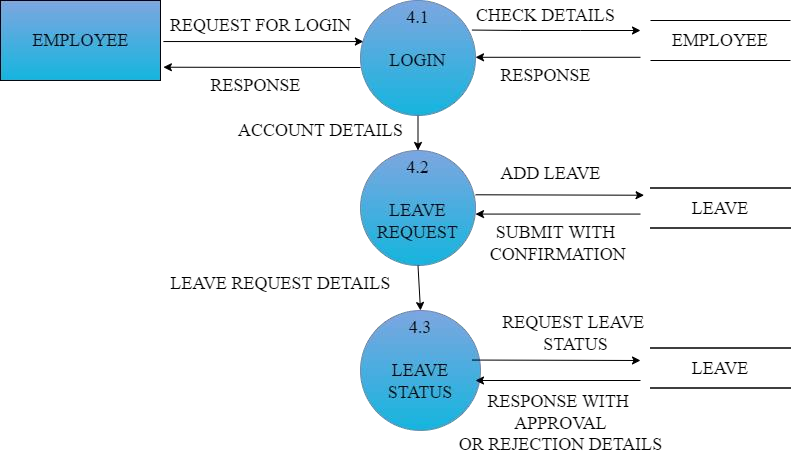 EMPLOYEE
REQUEST FOR LOGIN
RESPONSE
4.1
LOGIN
CHECK DETAILS
RESPONSE
EMPLOYEE
ACCOUNT DETAILS
4.2
LEAVE
REQUEST
ADD LEAVE
SUBMIT WITH
CONFIRMATION
LEAVE
LEAVE REQUEST DETAILS
4.3
LEAVE
STATUS
REQUEST LEAVE
STATUS
RESPONSE WITH
APPROVAL
OR REJECTION DETAILS
LEAVE